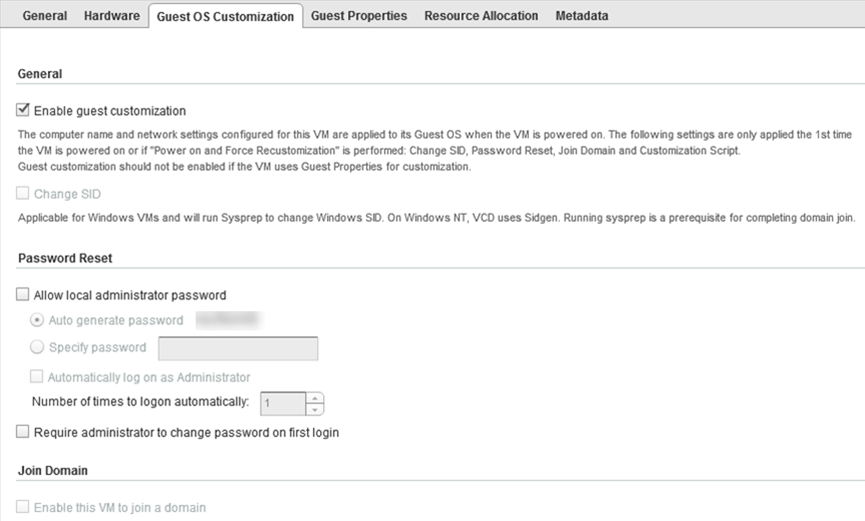 General Hardware Guest OS Customization Guest Properties Resource Allocation Metadata
General
Enable guest customization
The computer name and network settings configured for this VM are applied to its Guest OS when the VM is powered on. The following settings are only applied the 1st time
the VM is powered on or if "Power on and Force Recustomization" is performed: Change SID, Password Reset, Join Domain and Customization Script.
Guest customization should not be enabled if the VM uses Guest Properties for customization.
Change SID
Applicable for Windows VMs and will run Sysprep to change Windows SID. On Windows NT, VCD uses Sidgen. Running sysprep is a prerequisite for completing domain join.
Password Reset
Allow local administrator password
Auto generate password
Specify password
Automatically log on as Administrator
Number of times to logon automatically: 1
Require administrator to change password on first login
Join Domain
Enable this VM to join a domain